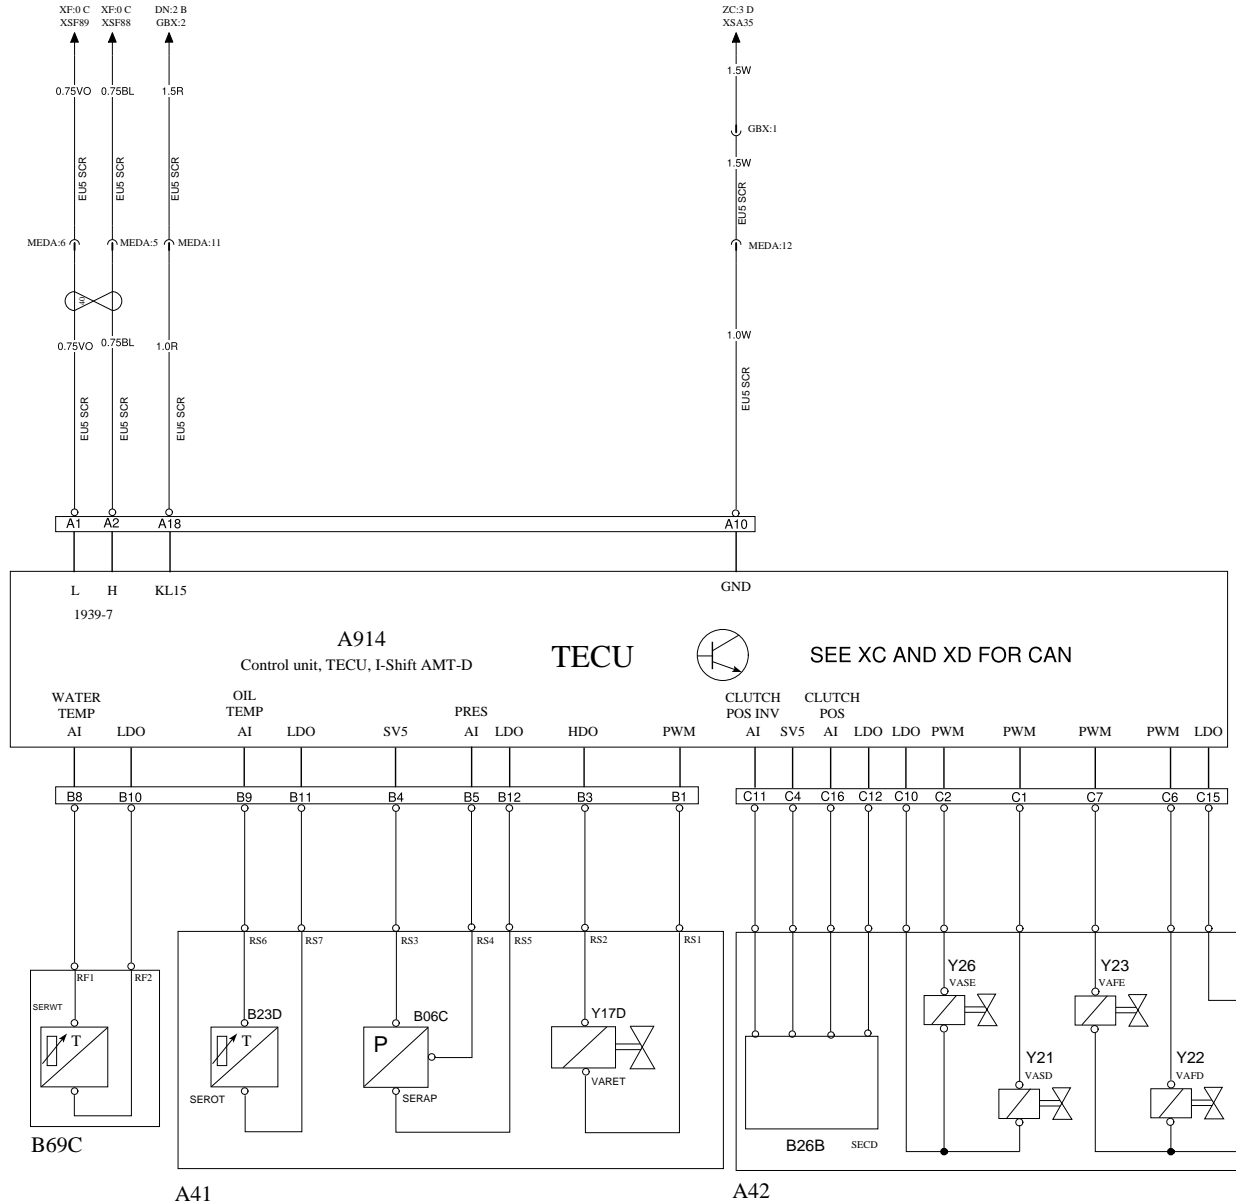 XF:0 C XF:0 C DN:2 B ZC:3 D
XSF89 XSF88 GBX:2 XSA35
1.5W
0.75VO 0.75BL 1.5R
GBX:1
1.5W
EU5 SCR EU5 SCR EU5 SCR EU5 SCR
MEDA:6 MEDA:5 MEDA:11 MEDA:12
40
1.0W
0.75VO 0.75BL 1.0R
EU5 SCR EU5 SCR EU5 SCR EU5 SCR
A1 A2 A18 A10
L H KL15 GND
1939-7
A914
Control unit, TECU, I-Shift AMT-D
TECU
SEE XC AND XD FOR CAN
WATER OIL CLUTCH CLUTCH
TEMP TEMP PRES POS INV POS
AI LDO AI LDO SV5 AI LDO HDO PWM AI SV5 AI LDO LDO PWM PWM PWM PWM LDO
B8 B10 B9 B11 B4 B5 B12 B3 B1 C11 C4 C16 C12 C10 C2 C1 C7 C6 C15
RS6 RS7 RS3 RS4 RS5 RS2 RS1
RF1 RF2
Y26 Y23
VASE VAFE
SERWT
B23D B06C Y17D
T T P
Y21 Y22
VASD VAFD
SEROT SERAP VARET
B69C
B26B SECD
A41 A42